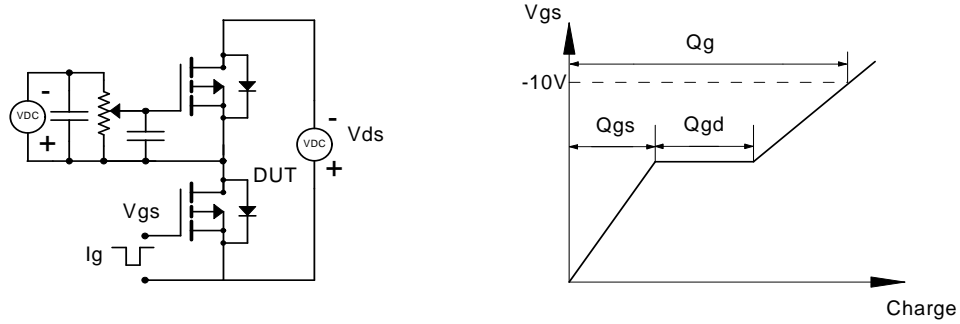 -
VDC
+
Vgs
Ig
DUT
-
VDC
Vds
+
Vgs
Qg
-10V
Qgs
Qgd
Charge